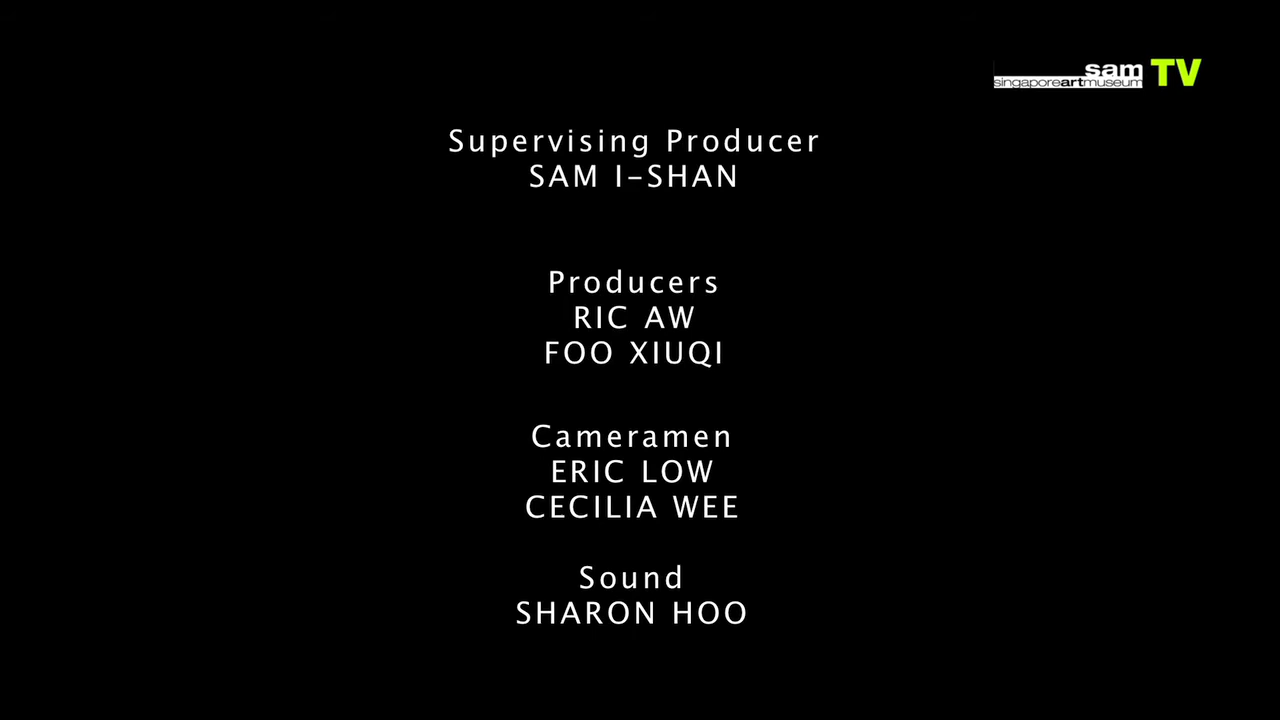 sam TV
singaporeartmuseum
Supervising Producer
SAM I-SHAN
Producers
RIC AW
FOO XIUQI
Cameramen
ERIC LOW
CECILIA WEE
Sound
SHARON HOO